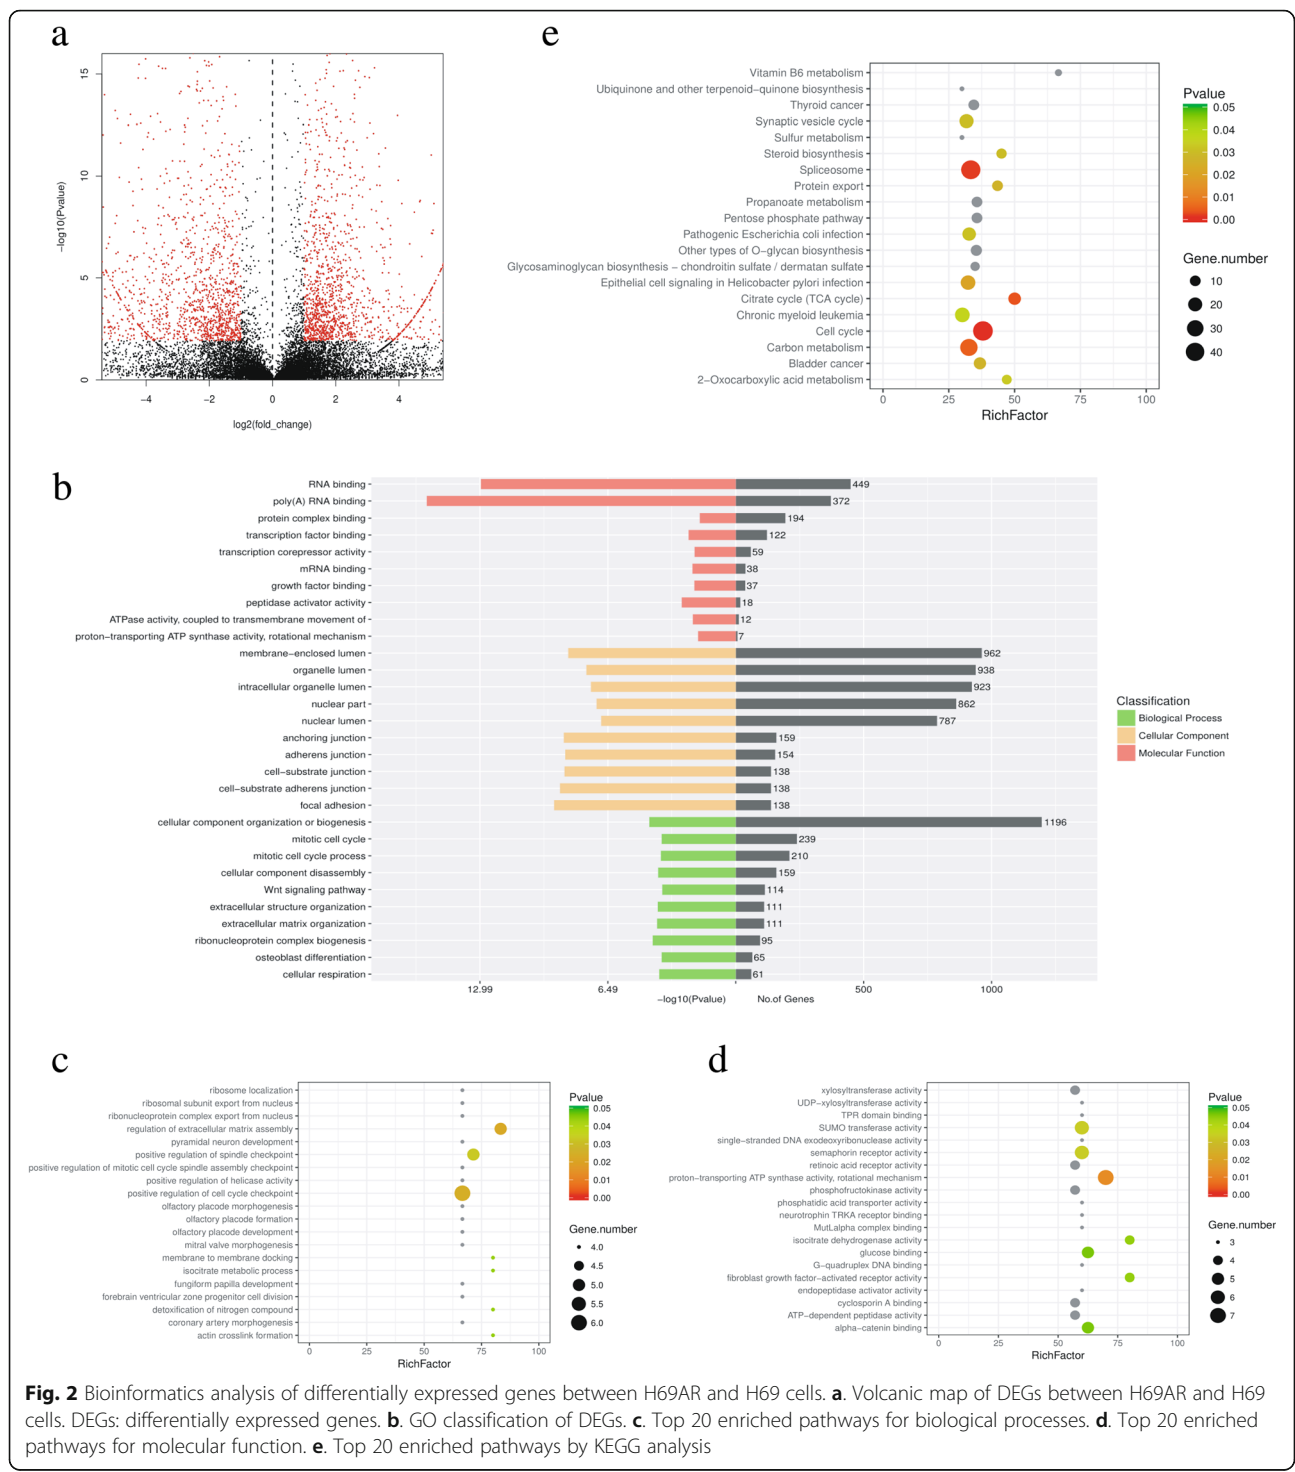 a
15
10
5
0
−log10(Pvalue)
−4
−2
0
2
4
log2(fold_change)
e
Vitamin B6 metabolism
Ubiquinone and other terpenoid−quinone biosynthesis
Thyroid cancer
Synaptic vesicle cycle
Sulfur metabolism
Steroid biosynthesis
Spliceosome
Protein export
Propanoate metabolism
Pentose phosphate pathway
Pathogenic Escherichia coli infection
Other types of O−glycan biosynthesis
Glycosaminoglycan biosynthesis − chondroitin sulfate / dermatan sulfate
Epithelial cell signaling in Helicobacter pylori infection
Citrate cycle (TCA cycle)
Chronic myeloid leukemia
Cell cycle
Carbon metabolism
Bladder cancer
2−Oxocarboxylic acid metabolism
0
25
50
75
100
RichFactor
Pvalue
0.05
0.04
0.03
0.02
0.01
0.00
Gene.number
10
20
30
40
b
RNA binding 449
poly(A) RNA binding 372
protein complex binding 194
transcription factor binding 122
transcription corepressor activity 59
mRNA binding 38
growth factor binding 37
peptidase activator activity 18
ATPase activity, coupled to transmembrane movement of 12
proton−transporting ATP synthase activity, rotational mechanism 7
membrane−enclosed lumen 962
organelle lumen 938
intracellular organelle lumen 923
nuclear part 862
nuclear lumen 787
anchoring junction 159
adherens junction 154
cell−substrate junction 138
cell−substrate adherens junction 138
focal adhesion 138
cellular component organization or biogenesis 1196
mitotic cell cycle 239
mitotic cell cycle process 210
cellular component disassembly 159
Wnt signaling pathway 114
extracellular structure organization 111
extracellular matrix organization 111
ribonucleoprotein complex biogenesis 95
osteoblast differentiation 65
cellular respiration 61
12.99
6.49
−log10(Pvalue)
No.of Genes
500
1000
Classification
Biological Process
Cellular Component
Molecular Function
c
ribosome localization
ribosomal subunit export from nucleus
ribonucleoprotein complex export from nucleus
regulation of extracellular matrix assembly
pyramidal neuron development
positive regulation of spindle checkpoint
positive regulation of mitotic cell cycle spindle assembly checkpoint
positive regulation of helicase activity
positive regulation of cell cycle checkpoint
olfactory placode morphogenesis
olfactory placode formation
olfactory placode development
mitral valve morphogenesis
membrane to membrane docking
isocitrate metabolic process
fungiform papilla development
forebrain ventricular zone progenitor cell division
detoxification of nitrogen compound
coronary artery morphogenesis
actin crosslink formation
0
25
50
75
100
RichFactor
Pvalue
0.05
0.04
0.03
0.02
0.01
0.00
Gene.number
4.0
4.5
5.0
5.5
6.0
d
xylosyltransferase activity
UDP−xylosyltransferase activity
TPR domain binding
SUMO transferase activity
single−stranded DNA exodeoxyribonuclease activity
semaphorin receptor activity
retinoic acid receptor activity
proton−transporting ATP synthase activity, rotational mechanism
phosphofructokinase activity
phosphatidic acid transporter activity
neurotrophin TRKA receptor binding
MutLalpha complex binding
isocitrate dehydrogenase activity
glucose binding
G−quadruplex DNA binding
fibroblast growth factor−activated receptor activity
endopeptidase activator activity
cyclosporin A binding
ATP−dependent peptidase activity
alpha−catenin binding
0
25
50
75
100
RichFactor
Pvalue
0.05
0.04
0.03
0.02
0.01
0.00
Gene.number
3
4
5
6
7
Fig. 2 Bioinformatics analysis of differentially expressed genes between H69AR and H69 cells. a. Volcanic map of DEGs between H69AR and H69
cells. DEGs: differentially expressed genes. b. GO classification of DEGs. c. Top 20 enriched pathways for biological processes. d. Top 20 enriched
pathways for molecular function. e. Top 20 enriched pathways by KEGG analysis